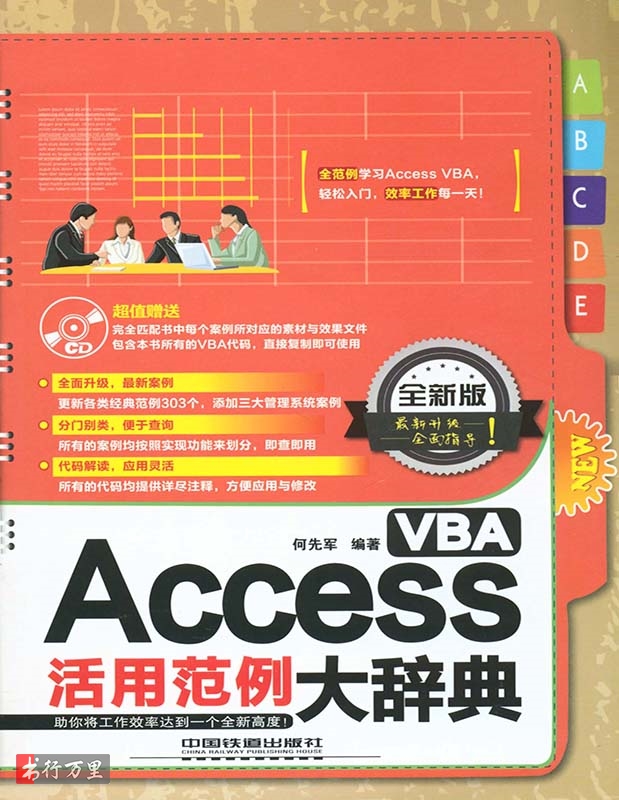 A
B
C
D
E
全范例学习Access VBA，
轻松入门，效率工作每一天！
CD
超值赠送
完全匹配书中每个案例所对应的素材与效果文件
包含本书所有的VBA代码，直接复制即可使用
全面升级，最新案例
更新各类经典范例303个，添加三大管理系统案例
分门别类，便于查询
所有的案例均按照实现功能来划分，即查即用
代码解读，应用灵活
所有的代码均提供详尽注释，方便应用与修改
全新版
最新升级
全面指导！
NEW
何先军 编著
VBA
Access
活用范例大辞典
助你将工作效率达到一个全新高度！
中国铁道出版社
CHINA RAILWAY PUBLISHING HOUSE
书行万里